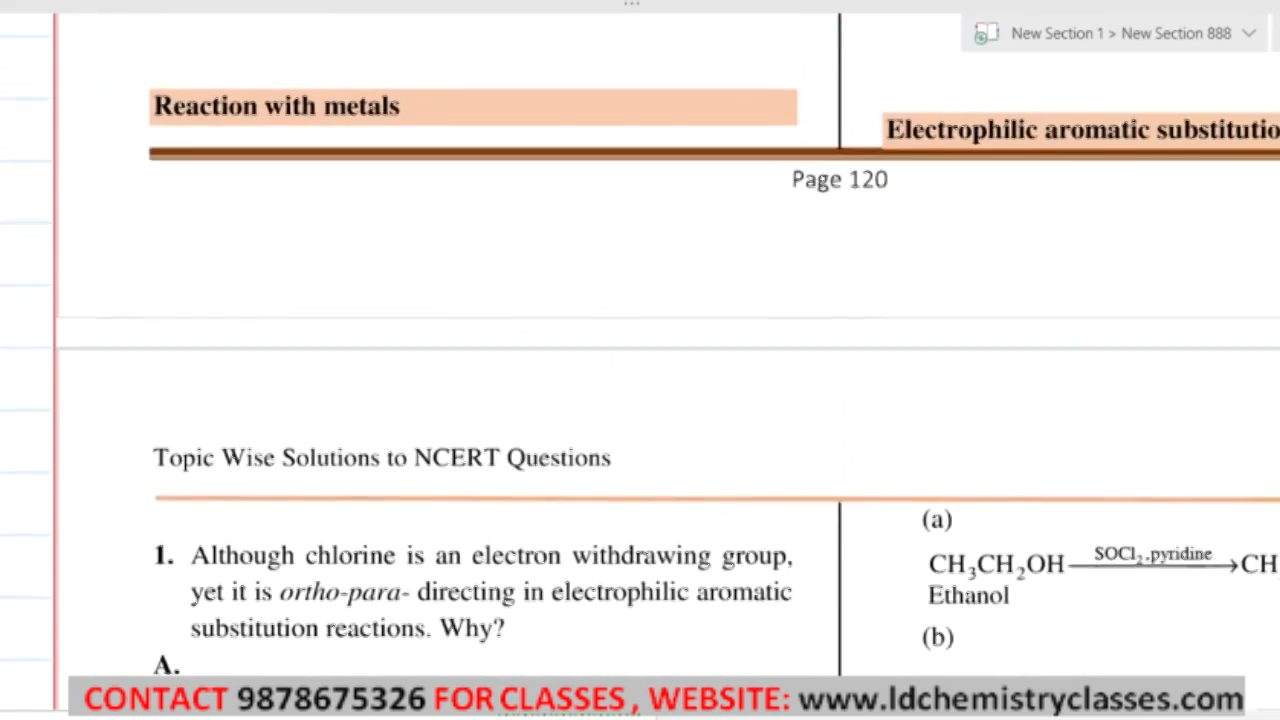 New Section 1 > New Section 888
Reaction with metals
Electrophilic aromatic substitutio
Page 120
Topic Wise Solutions to NCERT Questions
1. Although chlorine is an electron withdrawing group,
yet it is ortho-para- directing in electrophilic aromatic
substitution reactions. Why?
A.
(a)
CH₃CH₂OH SOCl₂.pyridine → CH
Ethanol
(b)
CONTACT 9878675326 FOR CLASSES , WEBSITE: www.ldchemistryclasses.com